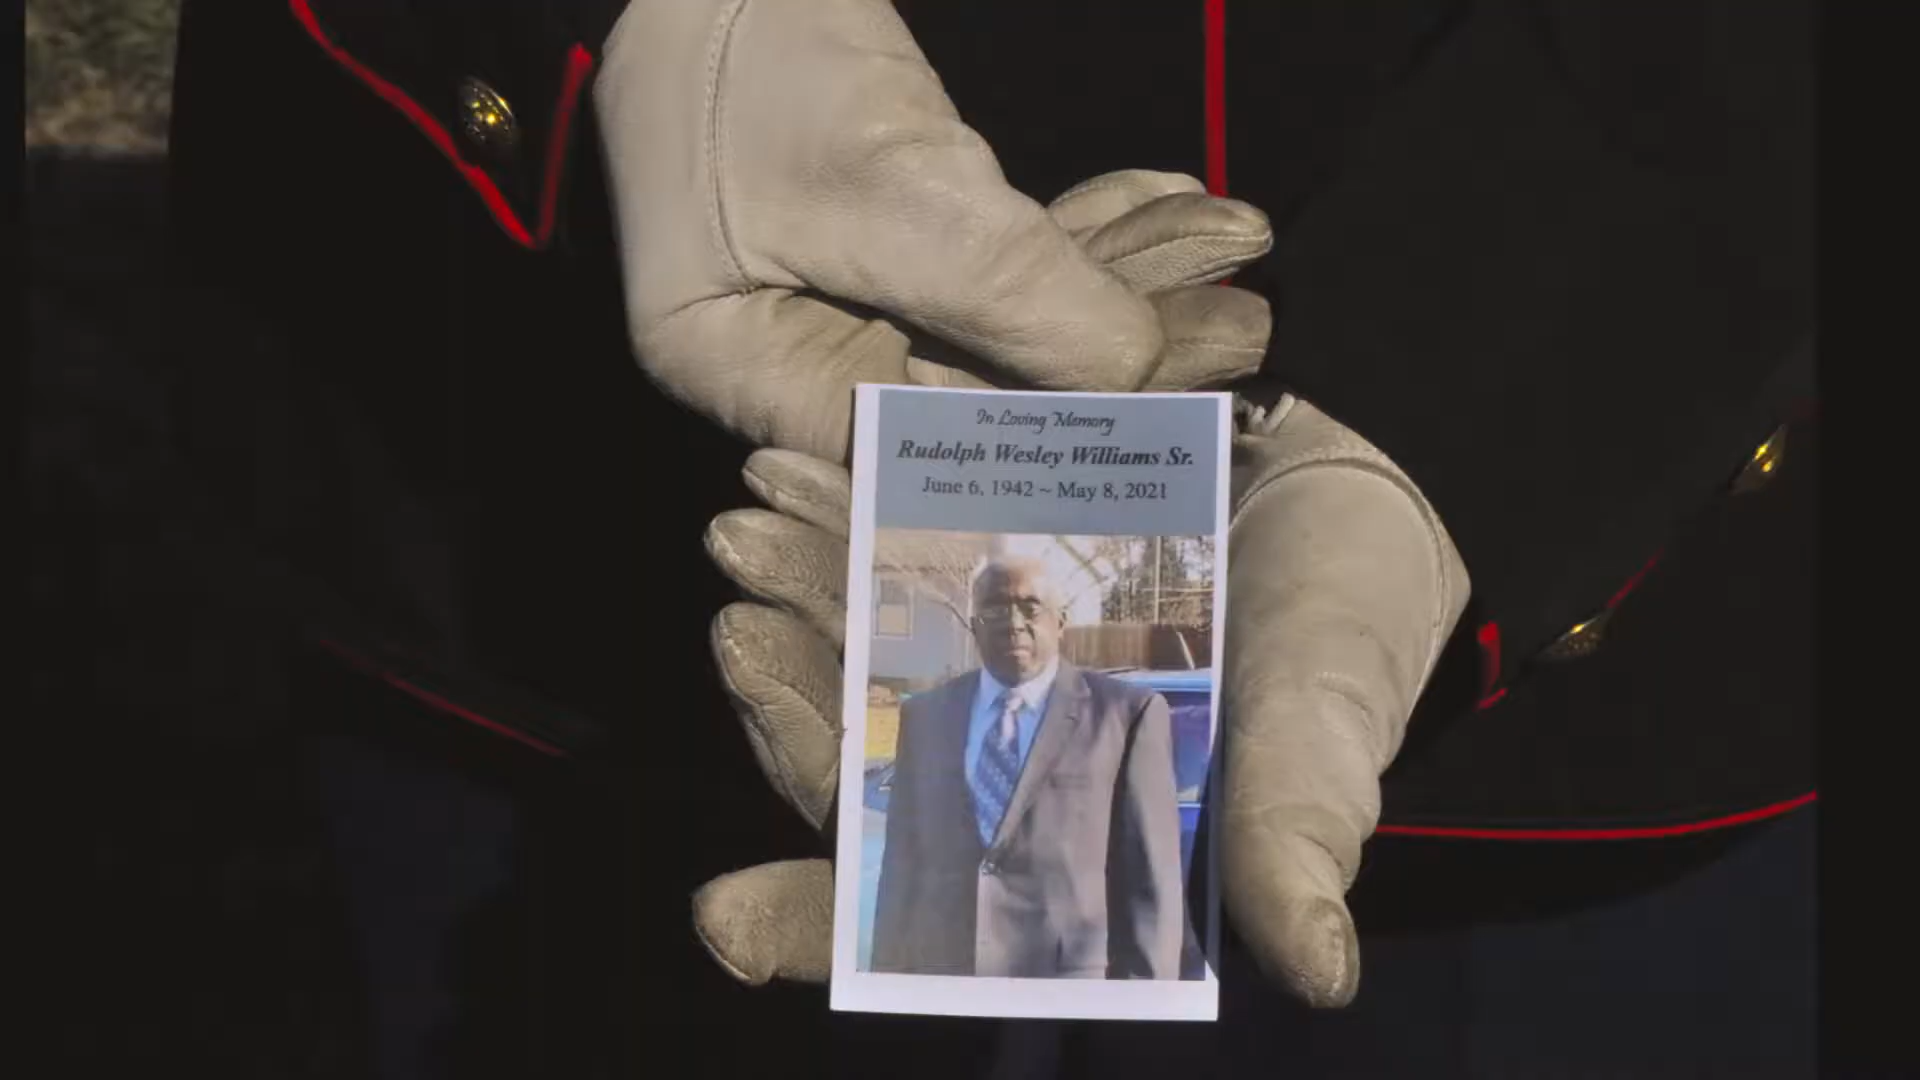 In Loving Memory
Rudolph Wesley Williams Sr.
June 6, 1942 ~ May 8, 2021